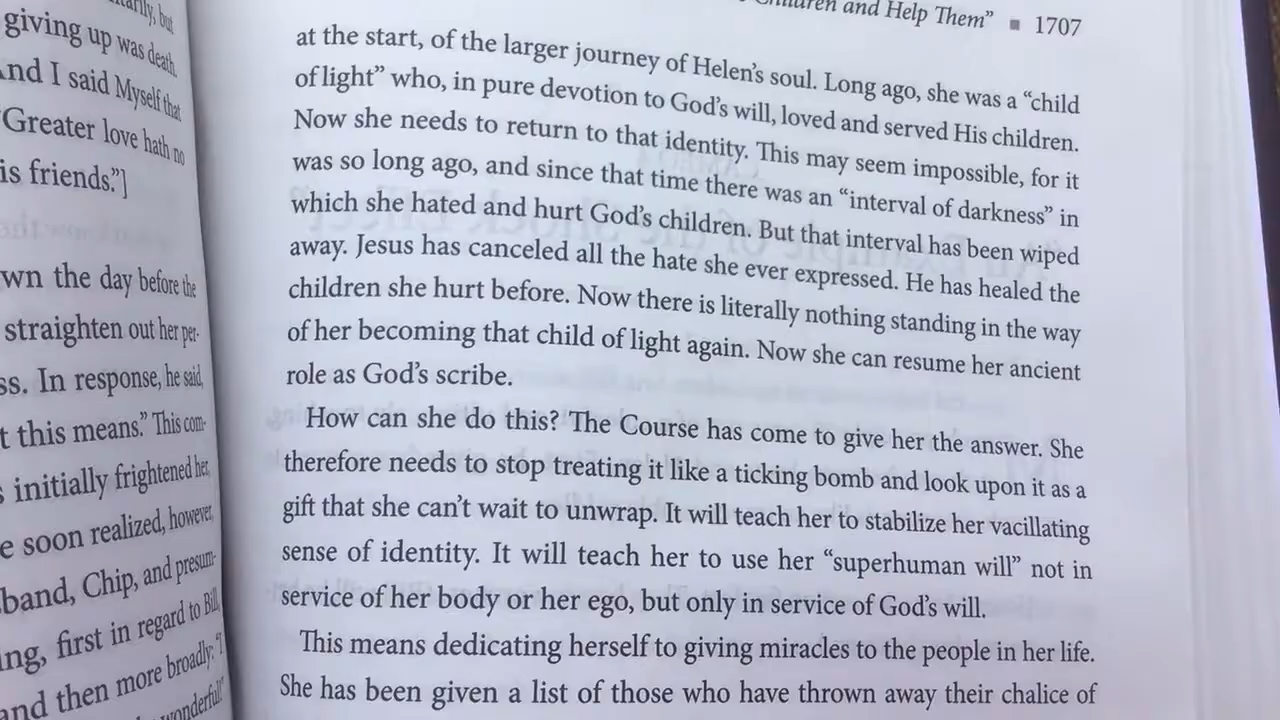 giving up was death.
And I said Myself that
"Greater love hath no
is friends."]
wn the day before the
straighten out her per-
ss. In response, he said,
t this means." This com-
s initially frightened her,
e soon realized, however,
band, Chip, and presum-
ing, first in regard to Bill,
and then more broadly: "I
wonderful"
Children and Help Them" ■ 1707
at the start, of the larger journey of Helen's soul. Long ago, she was a "child
of light" who, in pure devotion to God's will, loved and served His children.
Now she needs to return to that identity. This may seem impossible, for it
was so long ago, and since that time there was an "interval of darkness" in
which she hated and hurt God's children. But that interval has been wiped
away. Jesus has canceled all the hate she ever expressed. He has healed the
children she hurt before. Now there is literally nothing standing in the way
of her becoming that child of light again. Now she can resume her ancient
role as God's scribe.
How can she do this? The Course has come to give her the answer. She
therefore needs to stop treating it like a ticking bomb and look upon it as a
gift that she can't wait to unwrap. It will teach her to stabilize her vacillating
sense of identity. It will teach her to use her "superhuman will" not in
service of her body or her ego, but only in service of God's will.
This means dedicating herself to giving miracles to the people in her life.
She has been given a list of those who have thrown away their chalice of